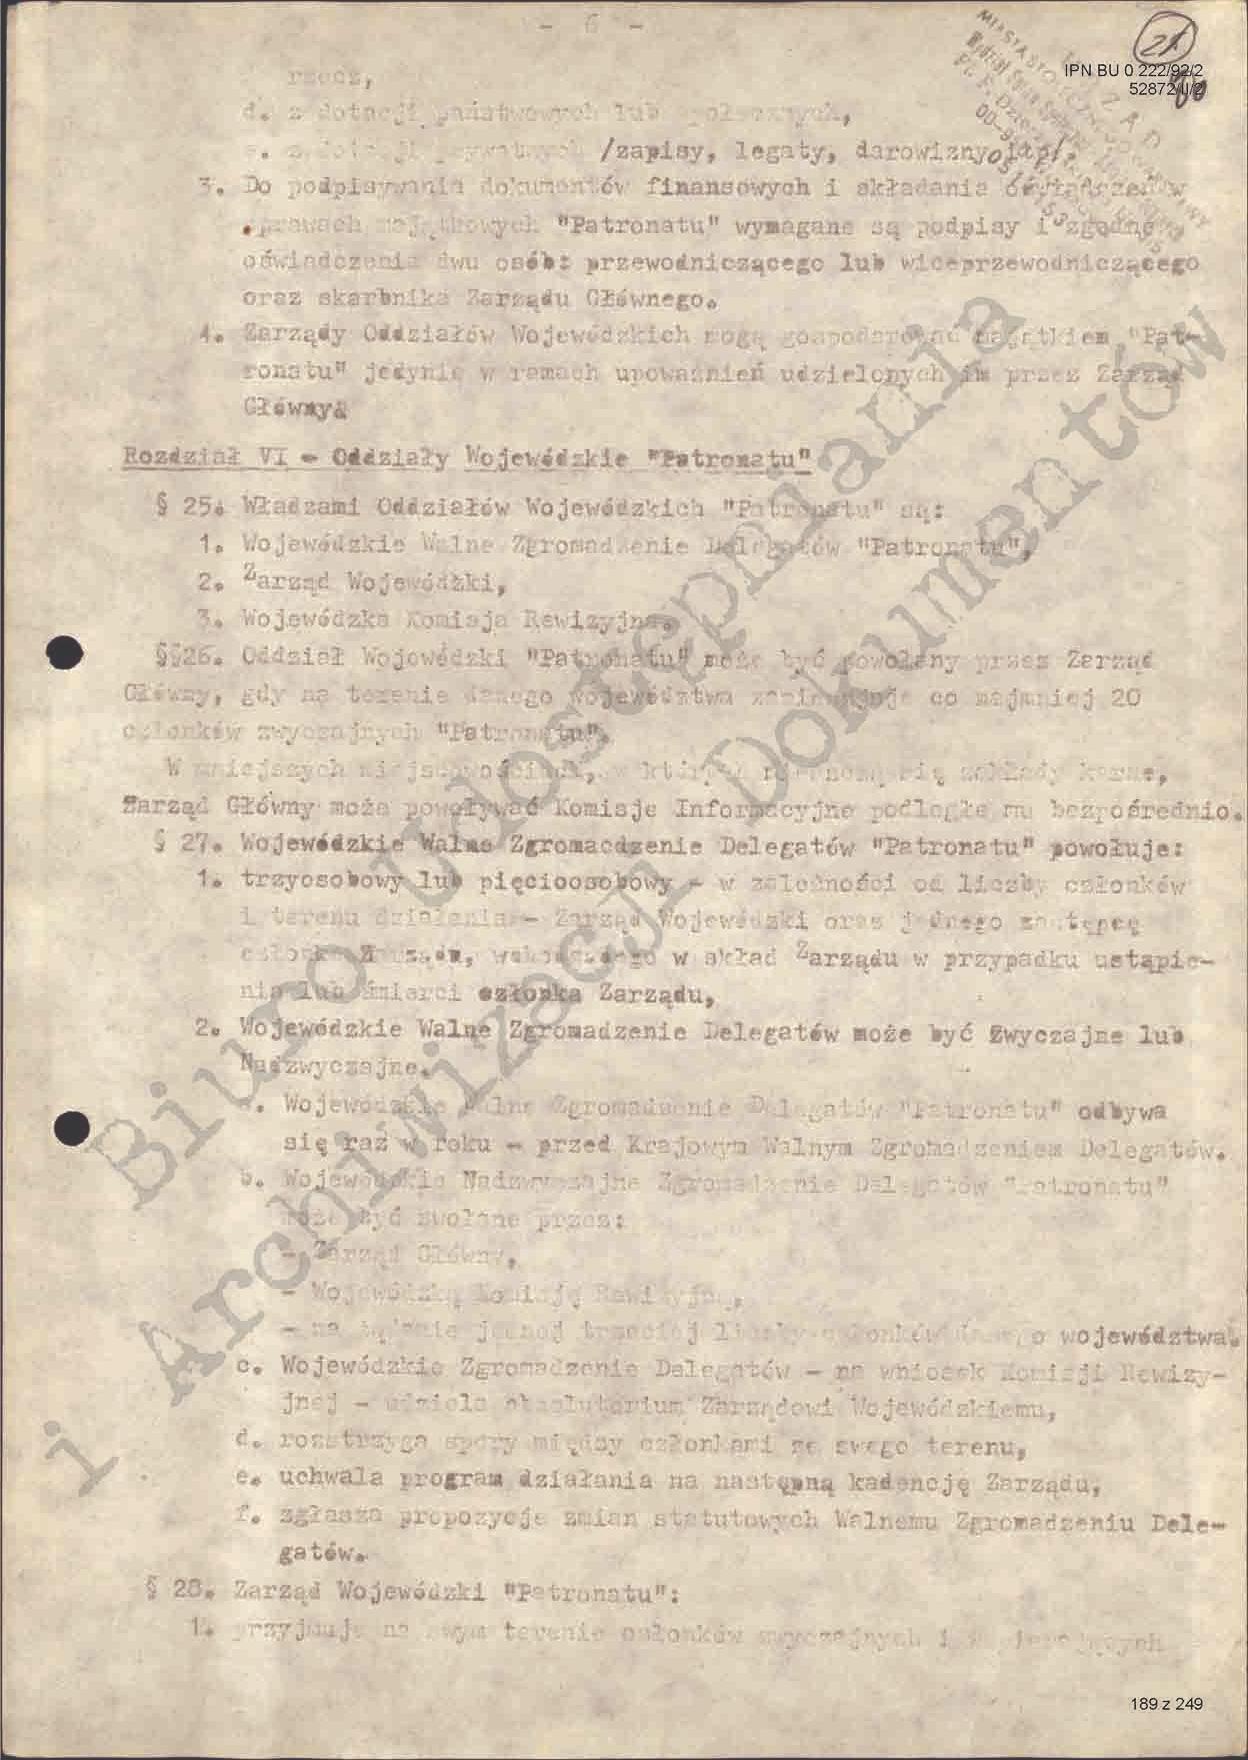 - 6 -
21
IPN BU 0 222/92/2
52872/II/2
rzecz,
d. z dotacji państwowych lub społecznych,
e. z dotacji prywatnych /zapisy, legaty, darowizny itp/.
3. Do podpisywania dokumentów finansowych i składania oświadczeń w
sprawach majątkowych "Patronatu" wymagane są podpisy i zgodne
oświadczenia dwu osób: przewodniczącego lub wiceprzewodniczącego
oraz skarbnika Zarządu Głównego.
4. Zarządy Oddziałów Wojewódzkich mogą gospodarować majątkiem "Pat-
ronatu" jedynie w ramach upoważnień udzielonych im przez Zarząd
Główny.
Rozdział VI - Oddziały Wojewódzkie "Patronatu"
§ 25. Władzami Oddziałów Wojewódzkich "Patronatu" są:
1. Wojewódzkie Walne Zgromadzenie Delegatów "Patronatu",
2. Zarząd Wojewódzki,
3. Wojewódzka Komisja Rewizyjna.
§§26. Oddział Wojewódzki "Patronatu" może być powołany przez Zarząd
Główny, gdy na terenie danego województwa zamieszkuje co najmniej 20
członków zwyczajnych "Patronatu".
W mniejszych miejscowościach, w których znajdują się zakłady karne,
Zarząd Główny może powoływać Komisje Informacyjne podległe mu bezpośrednio.
§ 27. Wojewódzkie Walne Zgromacdzenie Delegatów "Patronatu" powołuje:
1. trzyosobowy lub pięcioosobowy - w zależności od liczby członków
i terenu działania - Zarząd Wojewódzki oraz jednego zastępcę
członka Zarządu, wchodzącego w skład Zarządu w przypadku ustąpie-
nia lub śmierci członka Zarządu,
2. Wojewódzkie Walne Zgromadzenie Delegatów może być Zwyczajne lub
Nadzwyczajne.
a. Wojewódzkie Walne Zgromadzenie Delegatów "Patronatu" odbywa
się raz w roku - przed Krajowym Walnym Zgromadzeniem Delegatów.
b. Wojewódzkie Nadzwyczajne Zgromadzenie Delegatów "Patronatu"
może być zwołane przez:
- Zarząd Główny,
- Wojewódzką Komisję Rewizyjną,
- na żądanie jednej trzeciej liczby członków danego województwa.
c. Wojewódzkie Zgromadzenie Delegatów - na wniosek Komisji Rewizy-
jnej - udziela absolutorium Zarządowi Wojewódzkiemu,
d. rozstrzyga spory między członkami ze swego terenu,
e. uchwala program działania na następną kadencję Zarządu,
f. zgłasza propozycje zmian statutowych Walnemu Zgromadzeniu Dele-
gatów.
§ 28. Zarząd Wojewódzki "Patronatu":
1. przyjmuje na swym terenie członków zwyczajnych i wspierających
Biuro Udostępniania
i Archiwizacji Dokumentów
189 z 249